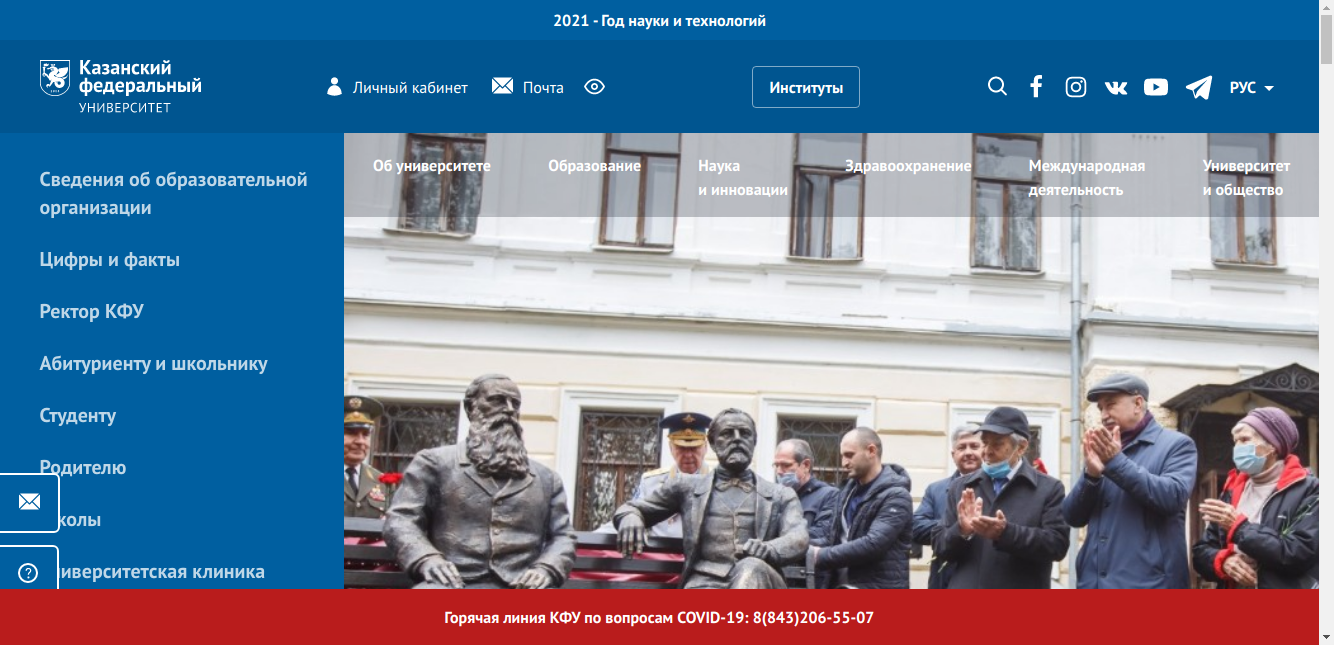 2021 - Год науки и технологий
Казанский
федеральный
УНИВЕРСИТЕТ
Личный кабинет
Почта
Институты
РУС
Сведения об образовательной
организации
Цифры и факты
Ректор КФУ
Абитуриенту и школьнику
Студенту
Родителю
колы
иверситетская клиника
Об университете
Образование
Наука
и инновации
Здравоохранение
Международная
деятельность
Университет
и общество
Горячая линия КФУ по вопросам COVID-19: 8(843)206-55-07